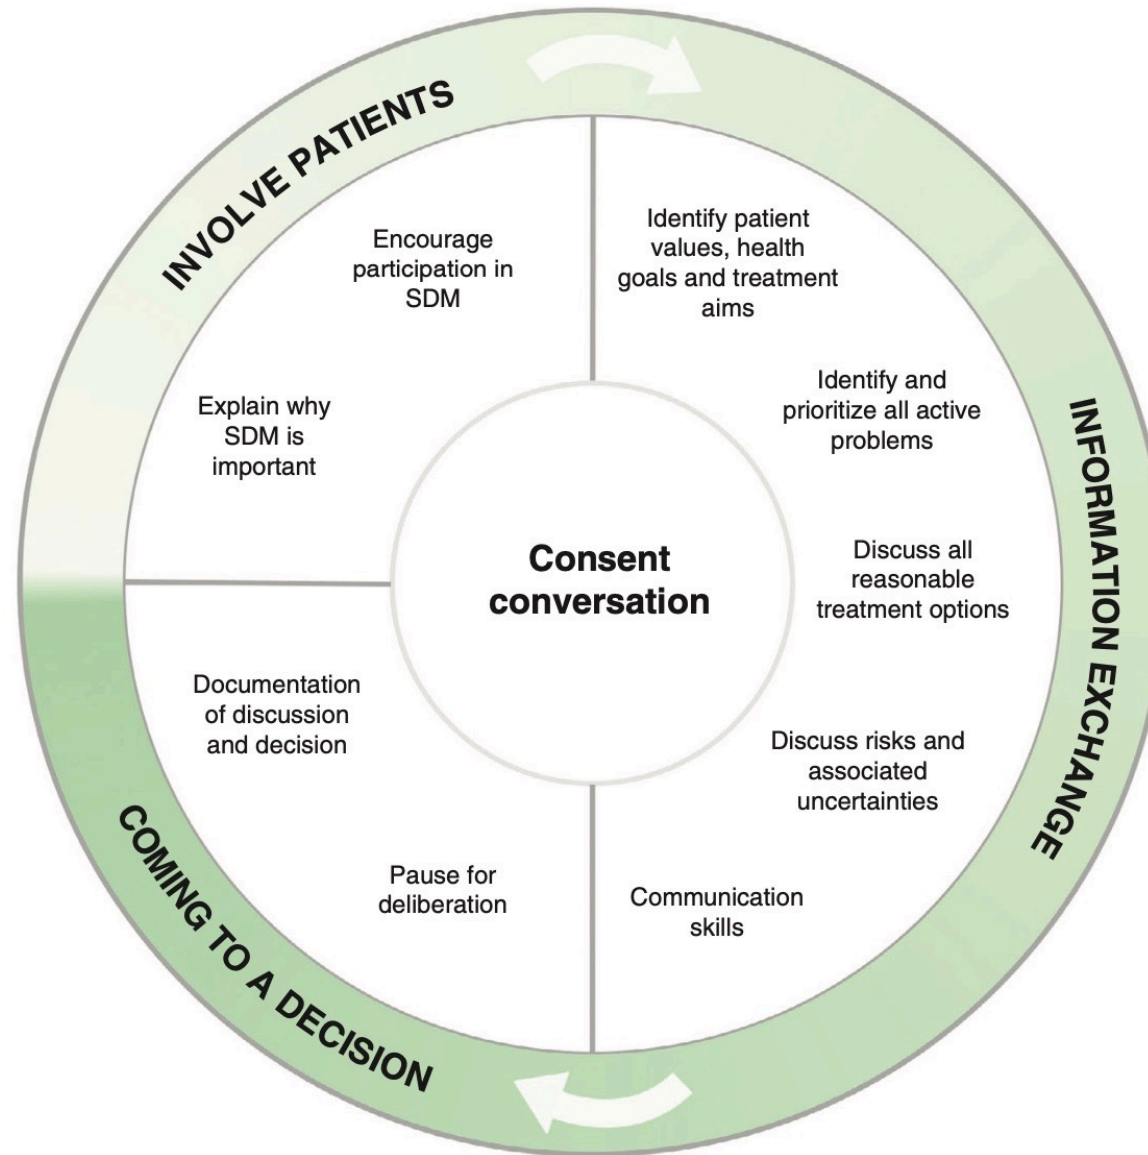 INVOLVE PATIENTS
Explain why
SDM is
important
Encourage
participation in
SDM
INFORMATION EXCHANGE
Identify patient
values, health
goals and treatment
aims
Identify and
prioritize all active
problems
Discuss all
reasonable
treatment options
Discuss risks and
associated
uncertainties
Communication
skills
COMING TO A DECISION
Pause for
deliberation
Documentation
of discussion
and decision
Consent
conversation